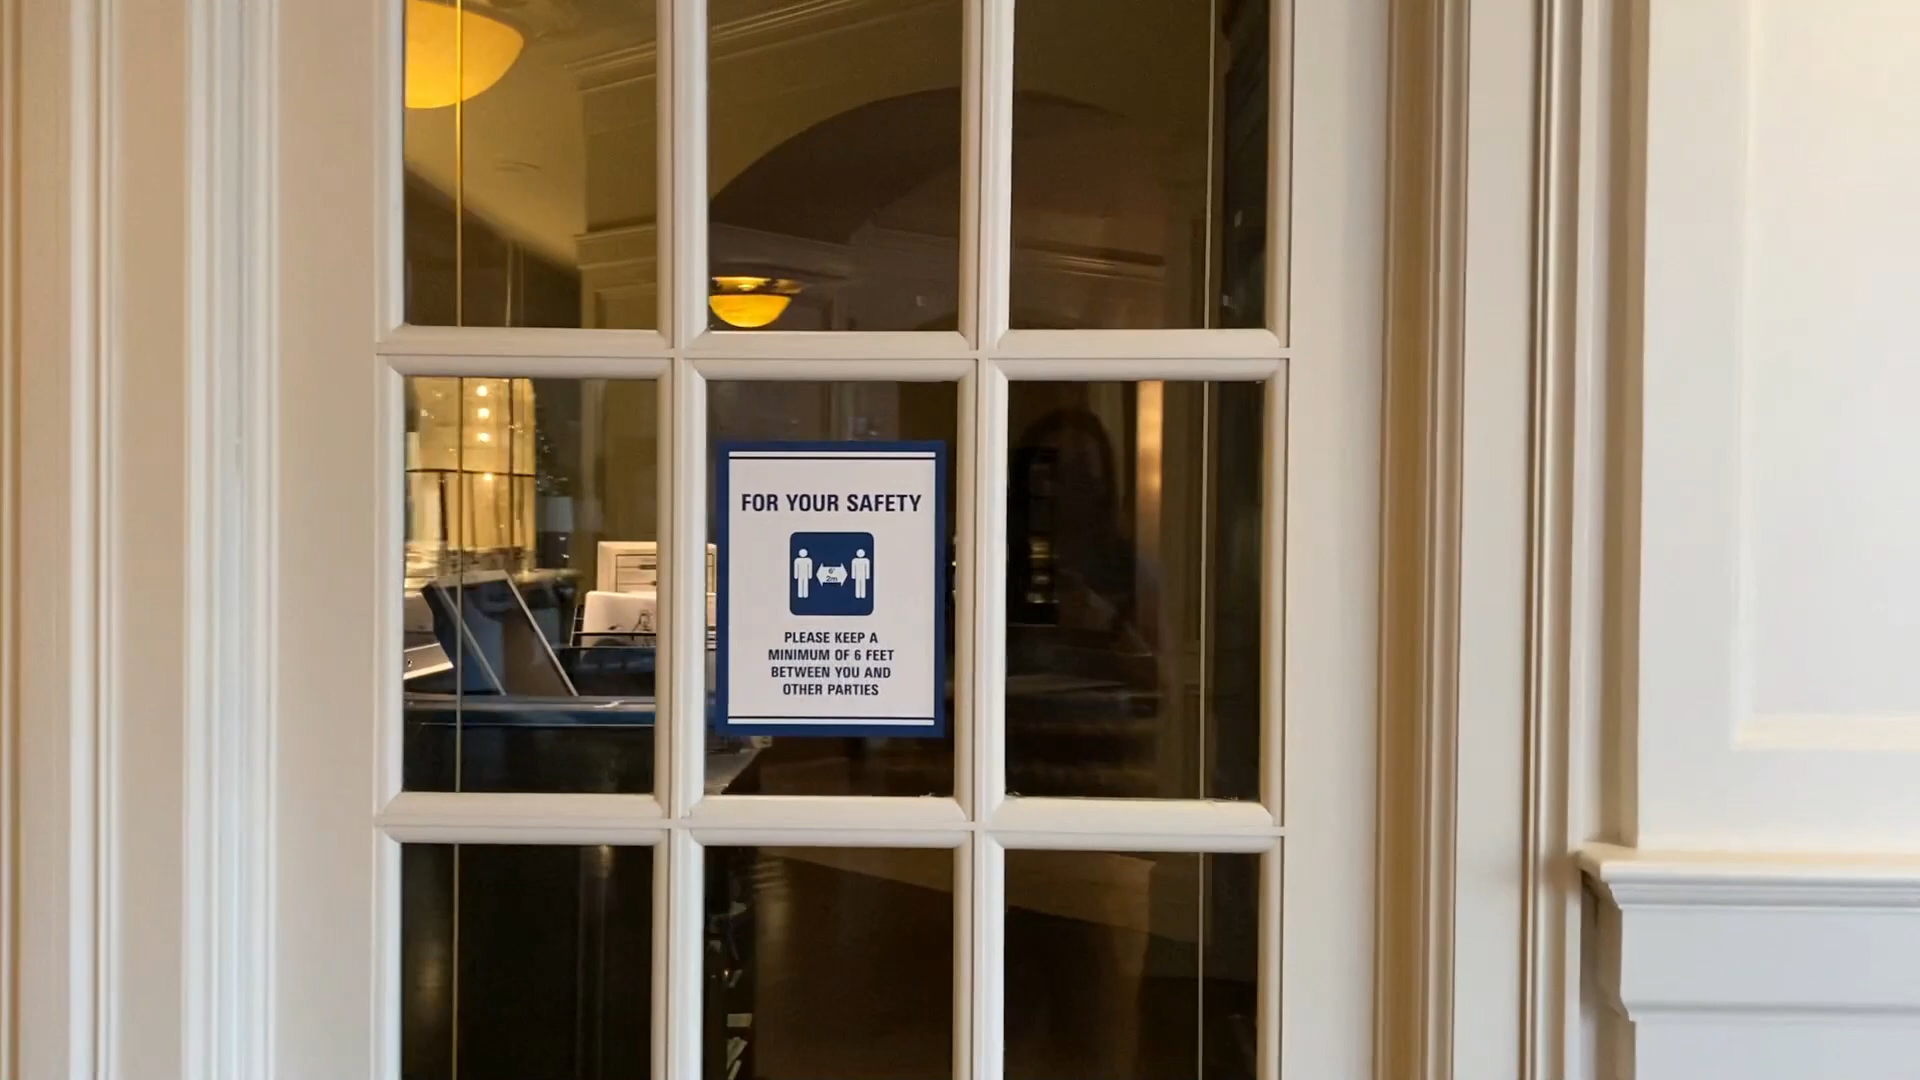 FOR YOUR SAFETY
6'
2m
PLEASE KEEP A
MINIMUM OF 6 FEET
BETWEEN YOU AND
OTHER PARTIES